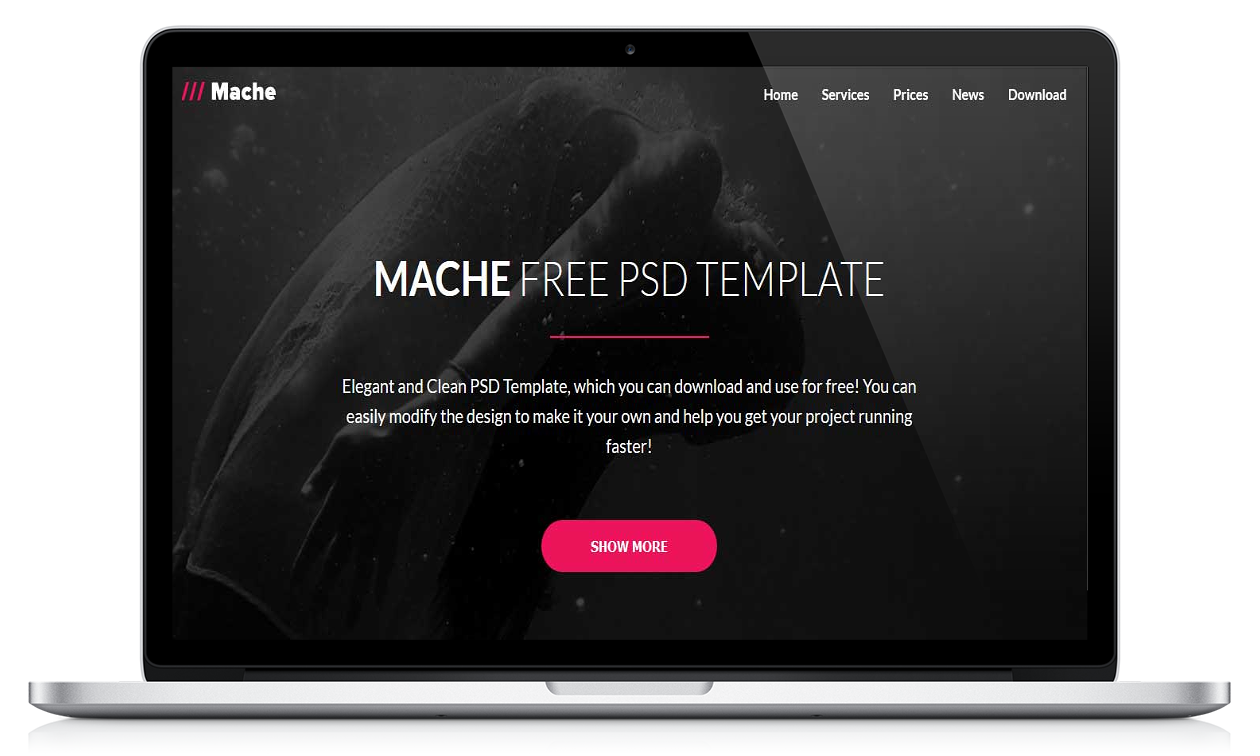 /// Mache
Home Services Prices News Download
MACHE FREE PSD TEMPLATE
Elegant and Clean PSD Template, which you can download and use for free! You can
easily modify the design to make it your own and help you get your project running
faster!
SHOW MORE